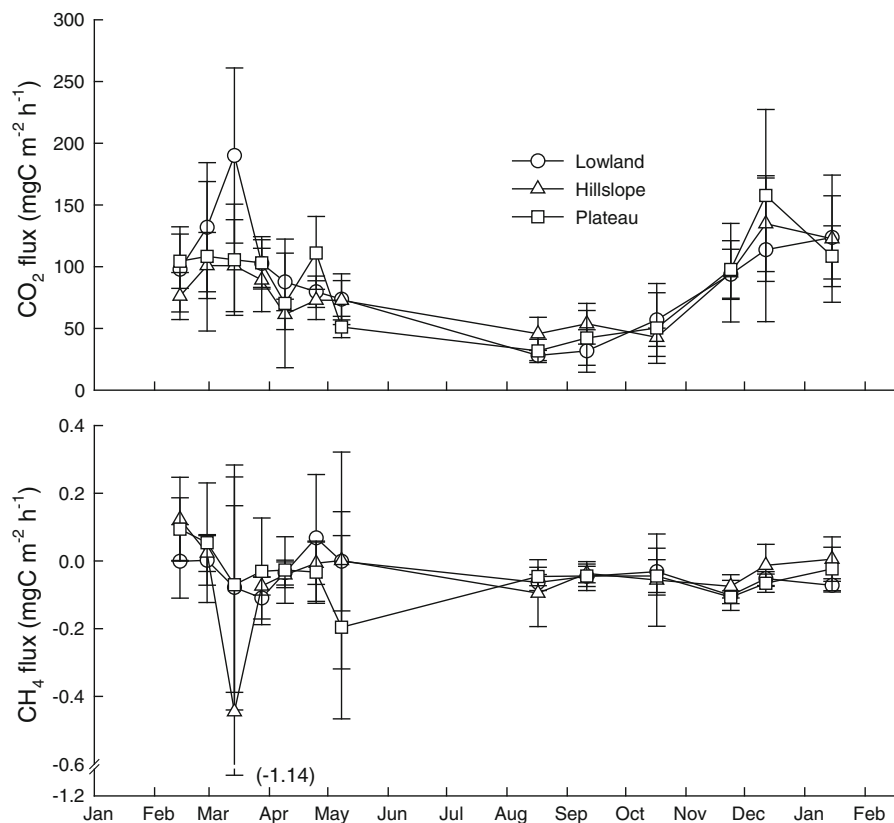 300
250
200
150
100
50
0
CO₂ flux (mgC m⁻² h⁻¹)
Lowland
Hillslope
Plateau
0.4
0.2
0.0
-0.2
-0.4
-0.6
-1.2
CH₄ flux (mgC m⁻² h⁻¹)
(-1.14)
Jan Feb Mar Apr May Jun Jul Aug Sep Oct Nov Dec Jan Feb